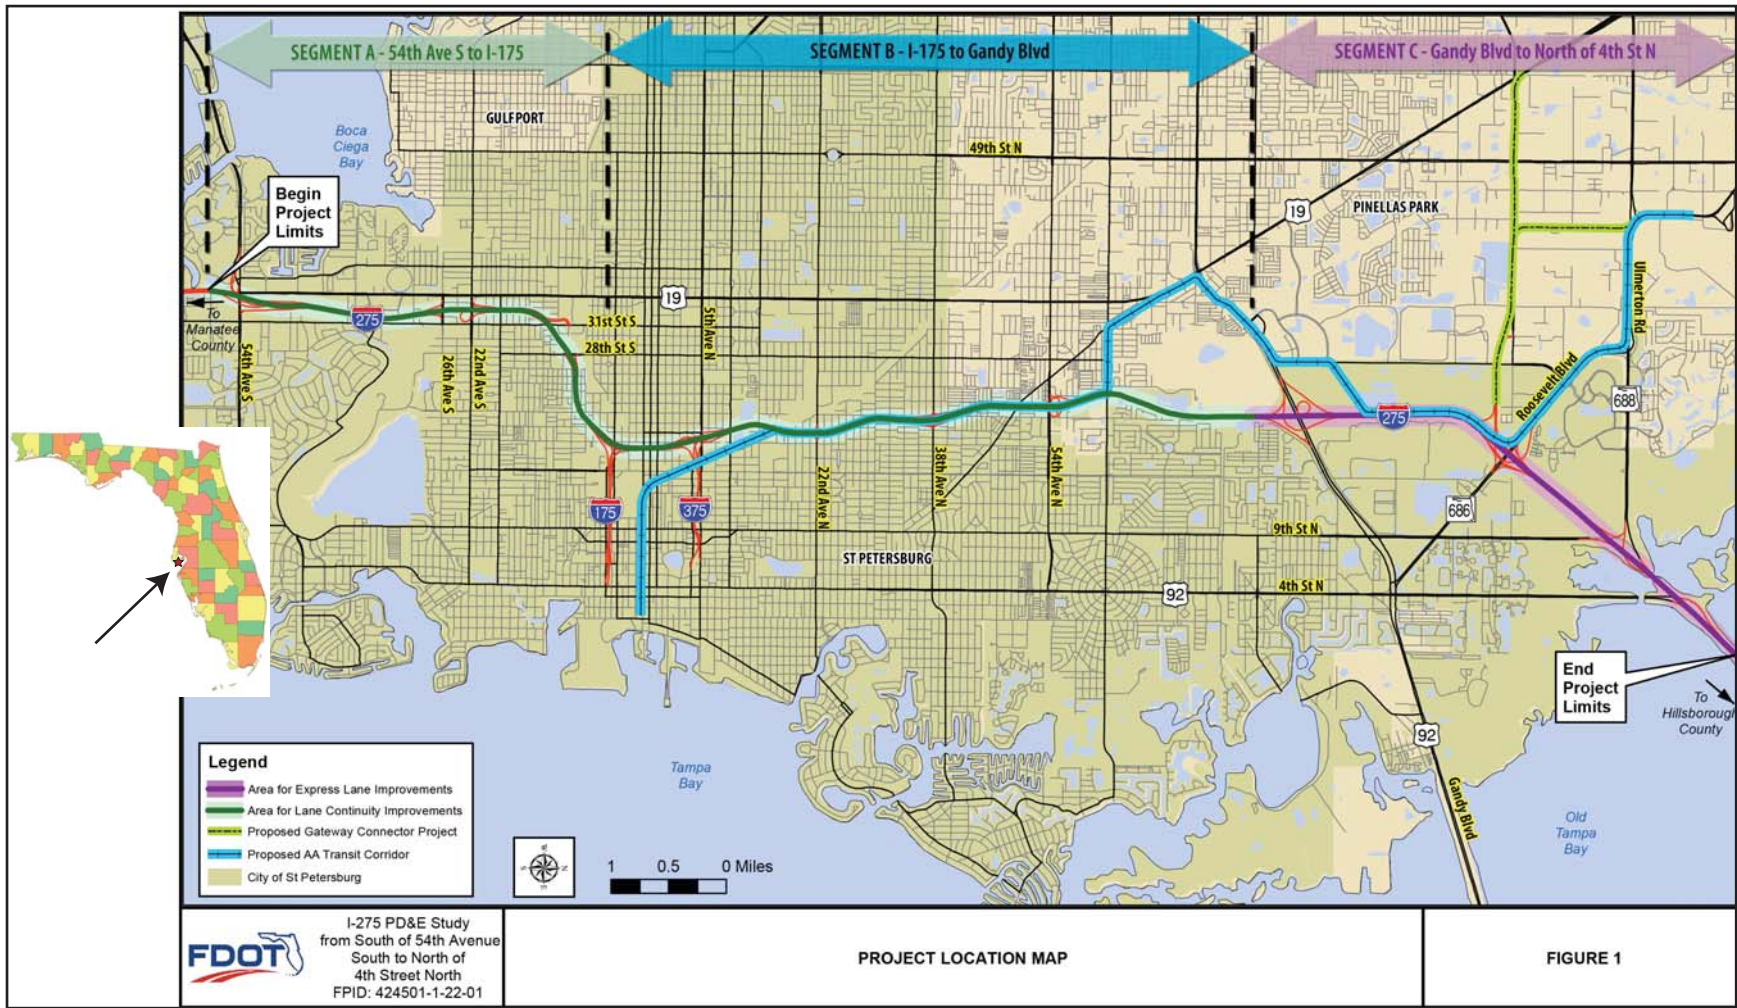 SEGMENT A - 54th Ave S to I-175
SEGMENT B - I-175 to Gandy Blvd
SEGMENT C - Gandy Blvd to North of 4th St N
GULFPORT
Boca
Ciega
Bay
49th St N
Begin
Project
Limits
19
PINELLAS PARK
19
To
Manatee
County
275
31st St S
28th St S
5th Ave N
54th Ave S
26th Ave S
22nd Ave S
Ulmerton Rd
Roosevelt Blvd
688
275
22nd Ave N
38th Ave N
54th Ave N
175
375
686
9th St N
ST PETERSBURG
92
4th St N
End
Project
Limits
To
Hillsborough
County
92
Gandy Blvd
Tampa
Bay
Old
Tampa
Bay
Legend
Area for Express Lane Improvements
Area for Lane Continuity Improvements
Proposed Gateway Connector Project
Proposed AA Transit Corridor
City of St Petersburg
1 0.5 0 Miles
FDOT
I-275 PD&E Study
from South of 54th Avenue
South to North of
4th Street North
FPID: 424501-1-22-01
PROJECT LOCATION MAP
FIGURE 1